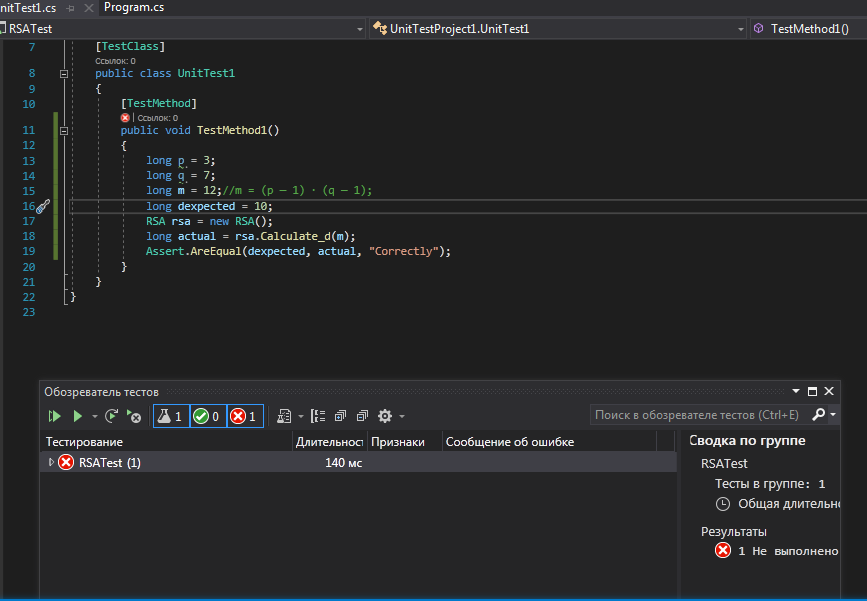 nitTest1.cs Program.cs
RSATest UnitTestProject1.UnitTest1 TestMethod1()
7 [TestClass]
Ссылок: 0
8 public class UnitTest1
9 {
10 [TestMethod]
Ссылок: 0
11 public void TestMethod1()
12 {
13 long p = 3;
14 long q = 7;
15 long m = 12;//m = (p − 1) · (q − 1);
16 long dexpected = 10;
17 RSA rsa = new RSA();
18 long actual = rsa.Calculate_d(m);
19 Assert.AreEqual(dexpected, actual, "Correctly");
20 }
21 }
22 }
23
Обозреватель тестов
1 0 1 Поиск в обозревателе тестов (Ctrl+E)
Тестирование Длительност Признаки Сообщение об ошибке
RSATest (1) 140 мс
Сводка по группе
RSATest
Тесты в группе: 1
Общая длительно
Результаты
1 Не выполнено